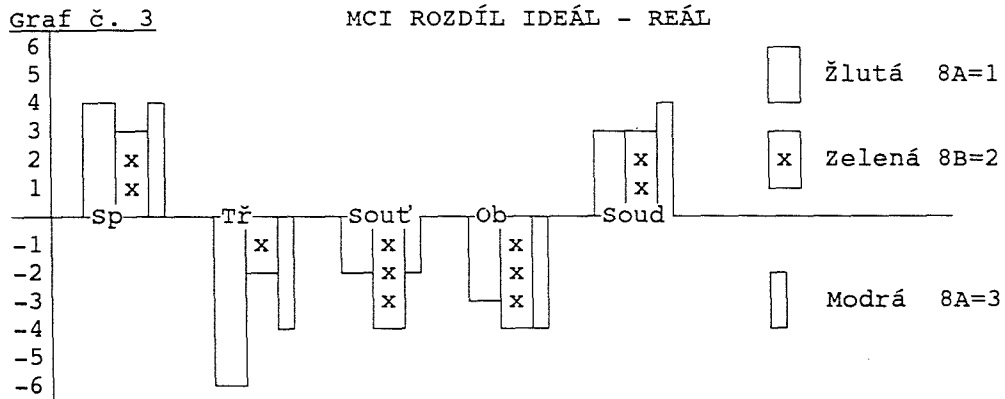 Graf č. 3
MCI ROZDÍL IDEÁL - REÁL
6
5
4
3
2
1
-1
-2
-3
-4
-5
-6
Sp
Tř
Souť
Ob
Soud
x
x
x
x
x
x
x
x
x
x
x
Žlutá 8A=1
x Zelená 8B=2
Modrá 8A=3